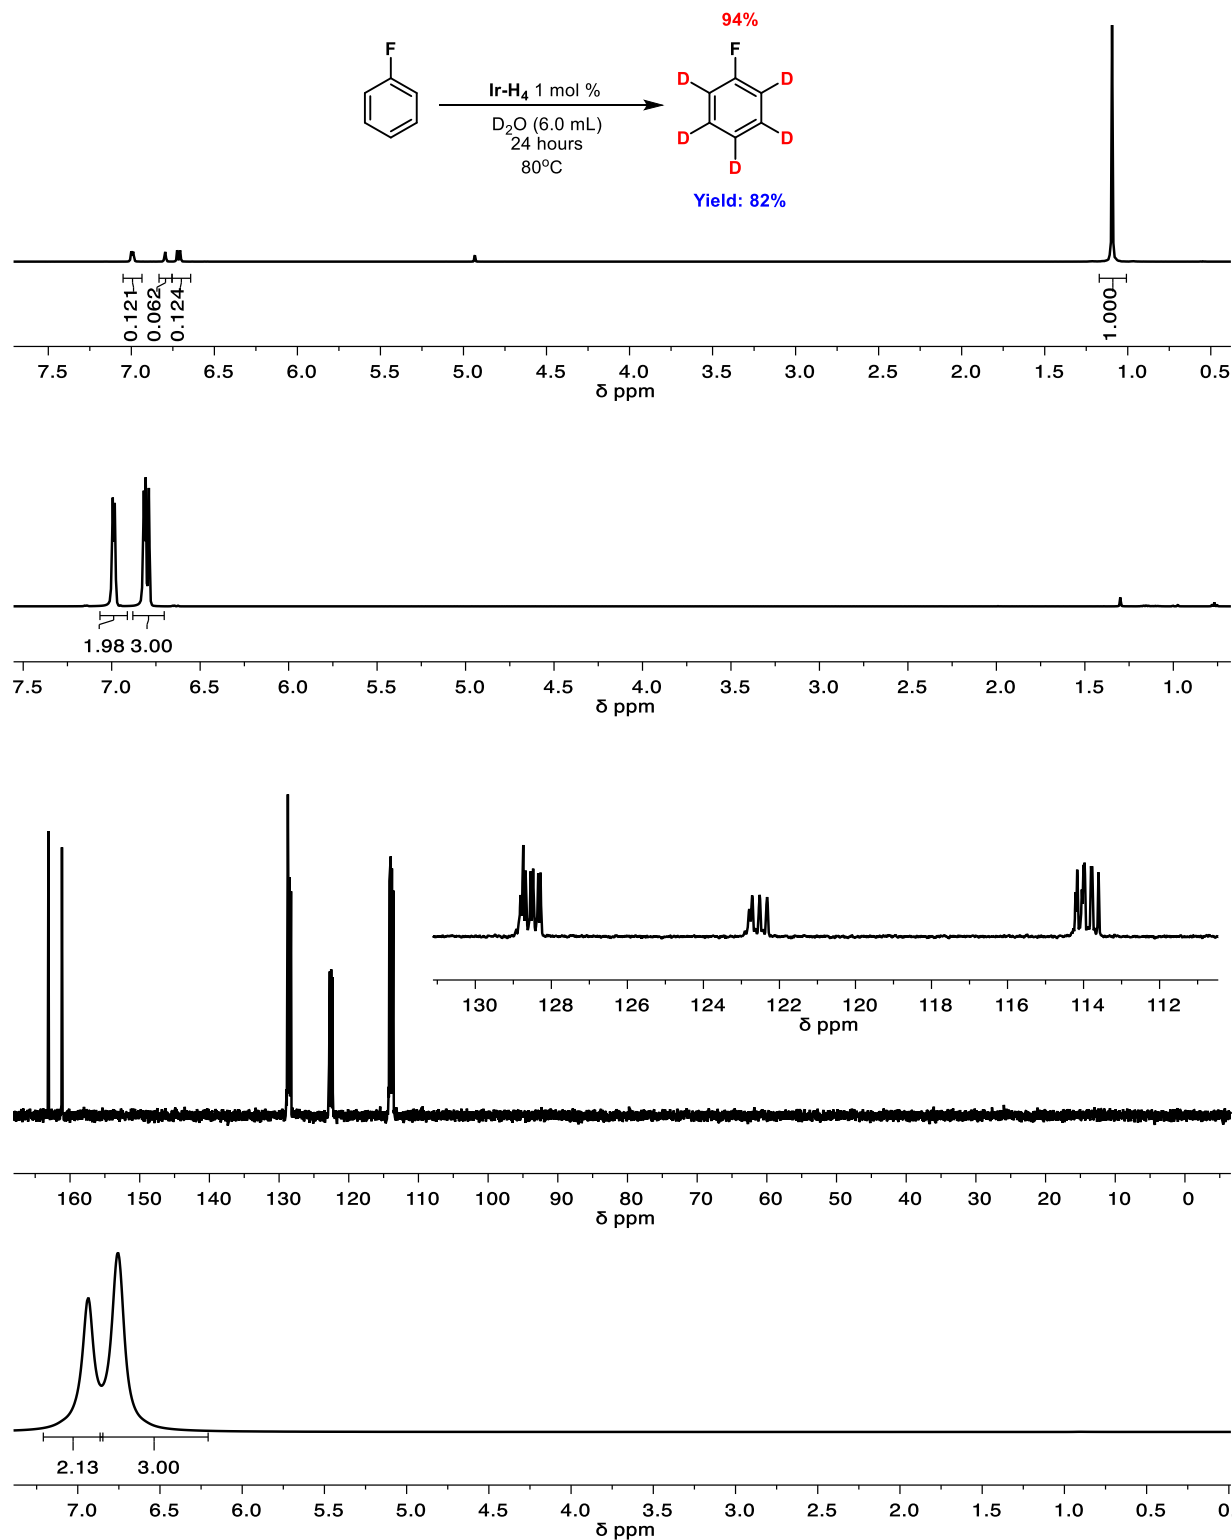 94%
F
F
D
D
D
D
D
Ir-H₄ 1 mol %
D₂O (6.0 mL)
24 hours
80°C
Yield: 82%
0.121
0.062
0.124
1.000
7.5 7.0 6.5 6.0 5.5 5.0 4.5 4.0 3.5 3.0 2.5 2.0 1.5 1.0 0.5
δ ppm
1.98 3.00
7.5 7.0 6.5 6.0 5.5 5.0 4.5 4.0 3.5 3.0 2.5 2.0 1.5 1.0
δ ppm
130 128 126 124 122 120 118 116 114 112
δ ppm
160 150 140 130 120 110 100 90 80 70 60 50 40 30 20 10 0
δ ppm
2.13 3.00
7.0 6.5 6.0 5.5 5.0 4.5 4.0 3.5 3.0 2.5 2.0 1.5 1.0 0.5 0
δ ppm